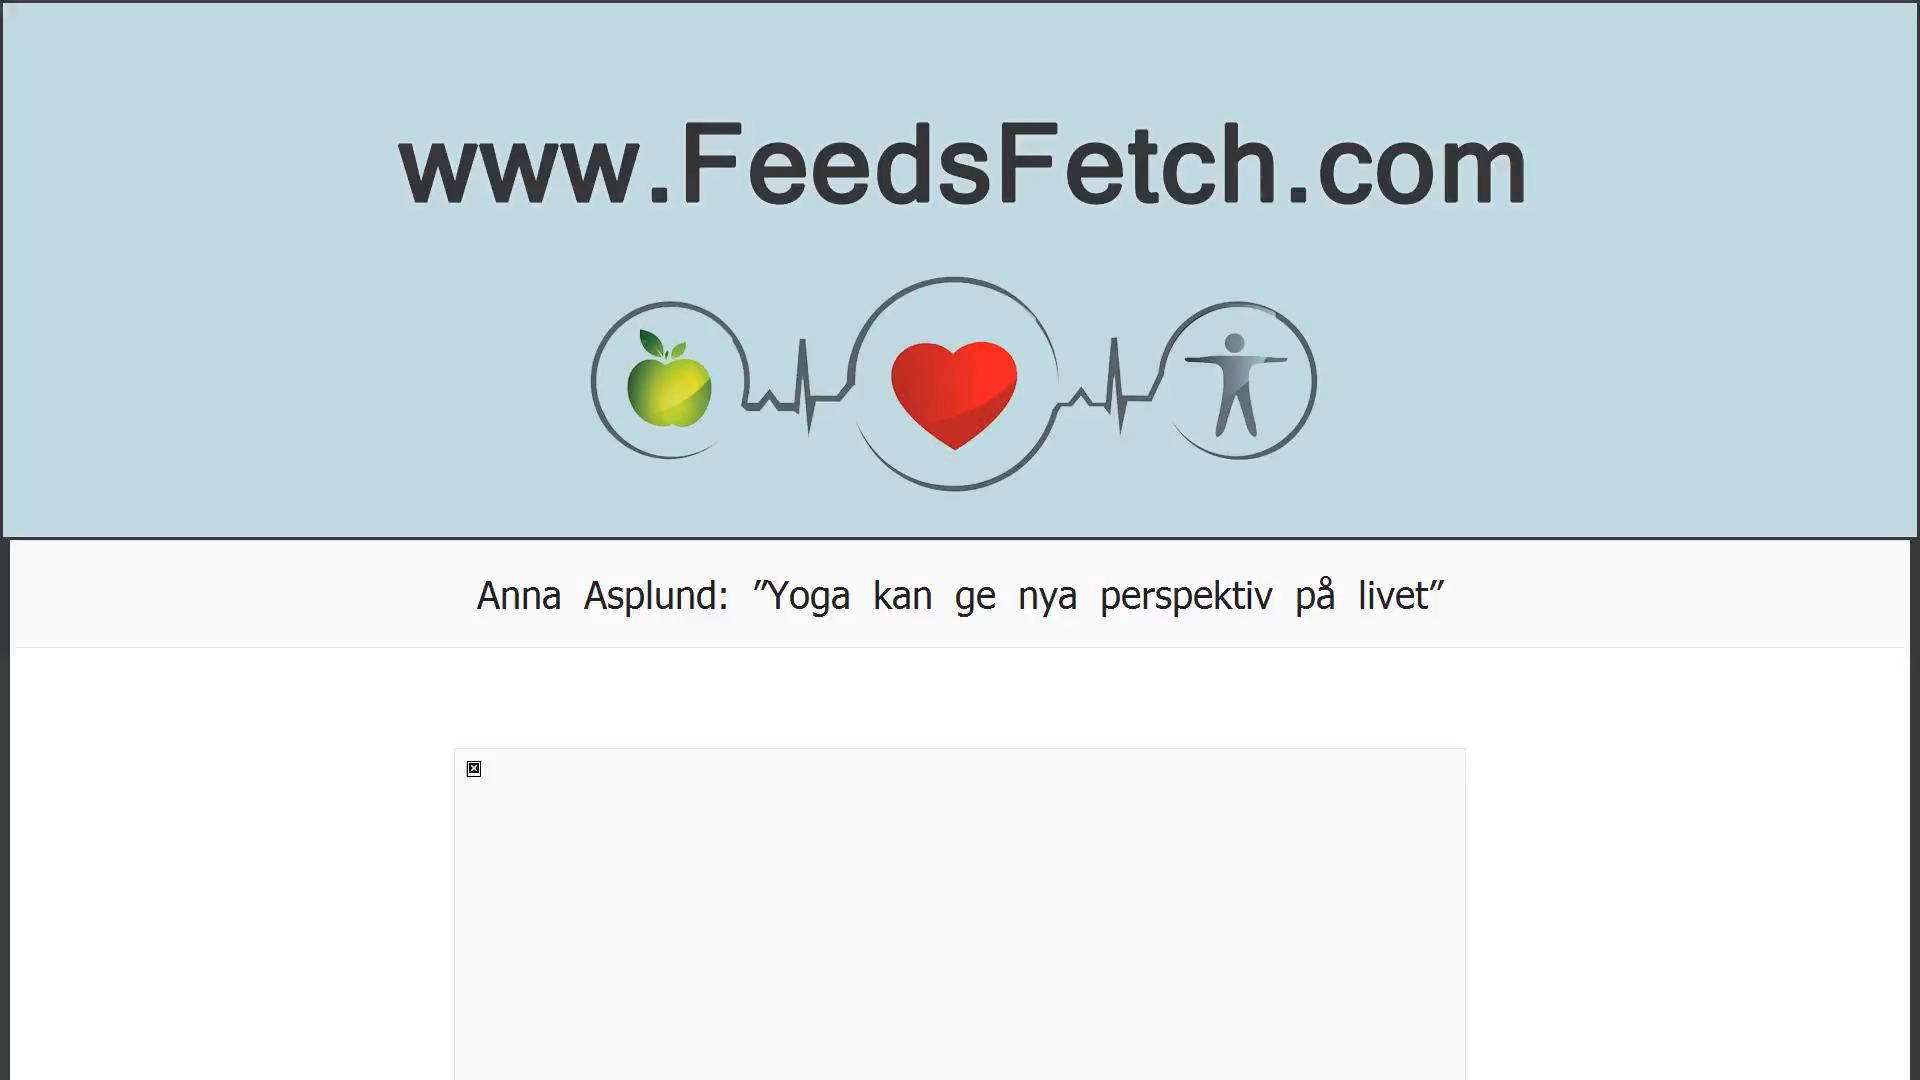 www.FeedsFetch.com
Anna Asplund: ”Yoga kan ge nya perspektiv på livet”